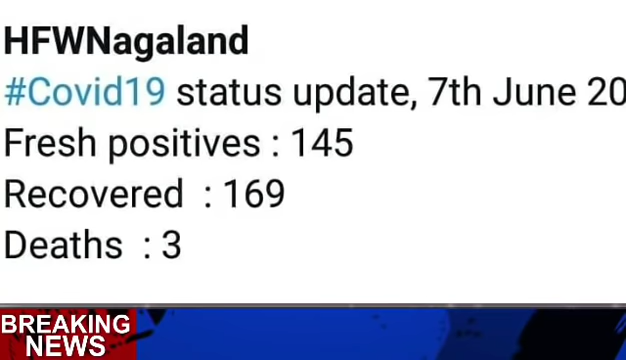 HFWNagaland
#Covid19 status update, 7th June 20
Fresh positives : 145
Recovered : 169
Deaths : 3
BREAKING
NEWS